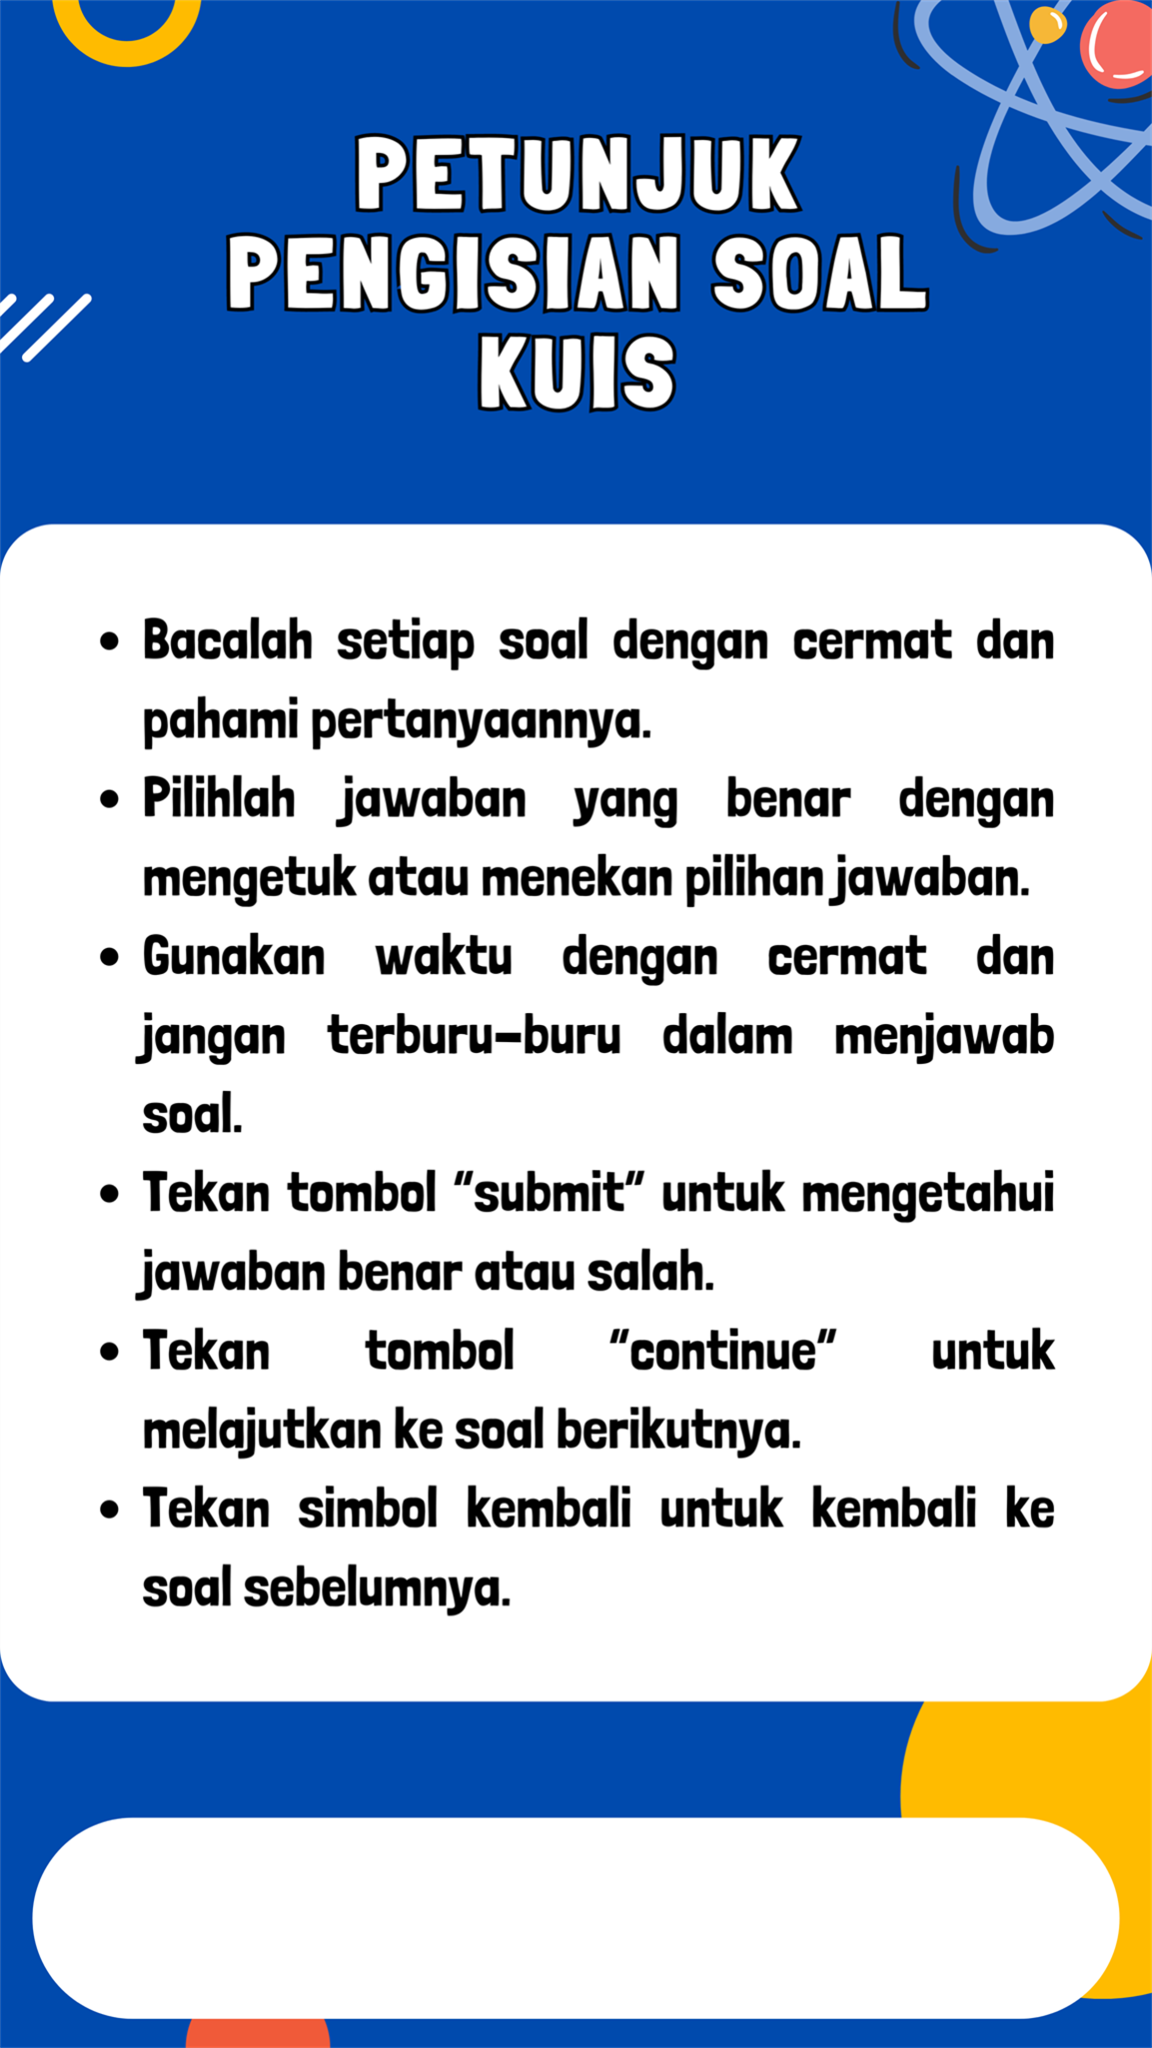 PETUNJUK
PENGISIAN SOAL
KUIS
• Bacalah setiap soal dengan cermat dan
pahami pertanyaannya.
• Pilihlah jawaban yang benar dengan
mengetuk atau menekan pilihan jawaban.
• Gunakan waktu dengan cermat dan
jangan terburu-buru dalam menjawab
soal.
• Tekan tombol “submit” untuk mengetahui
jawaban benar atau salah.
• Tekan tombol “continue” untuk
melajutkan ke soal berikutnya.
• Tekan simbol kembali untuk kembali ke
soal sebelumnya.